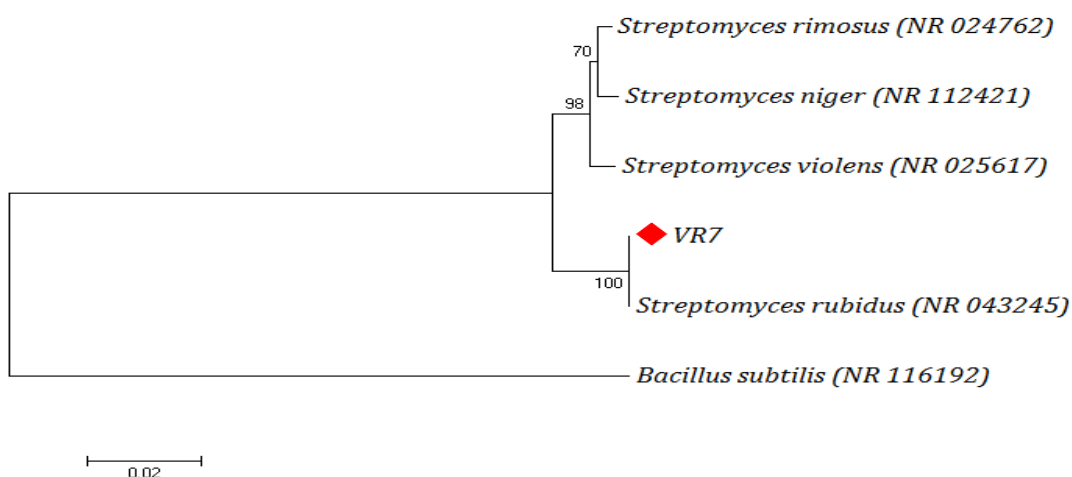 Streptomyces rimosus (NR 024762)
70
Streptomyces niger (NR 112421)
98
Streptomyces violens (NR 025617)
VR7
100
Streptomyces rubidus (NR 043245)
Bacillus subtilis (NR 116192)
0.02